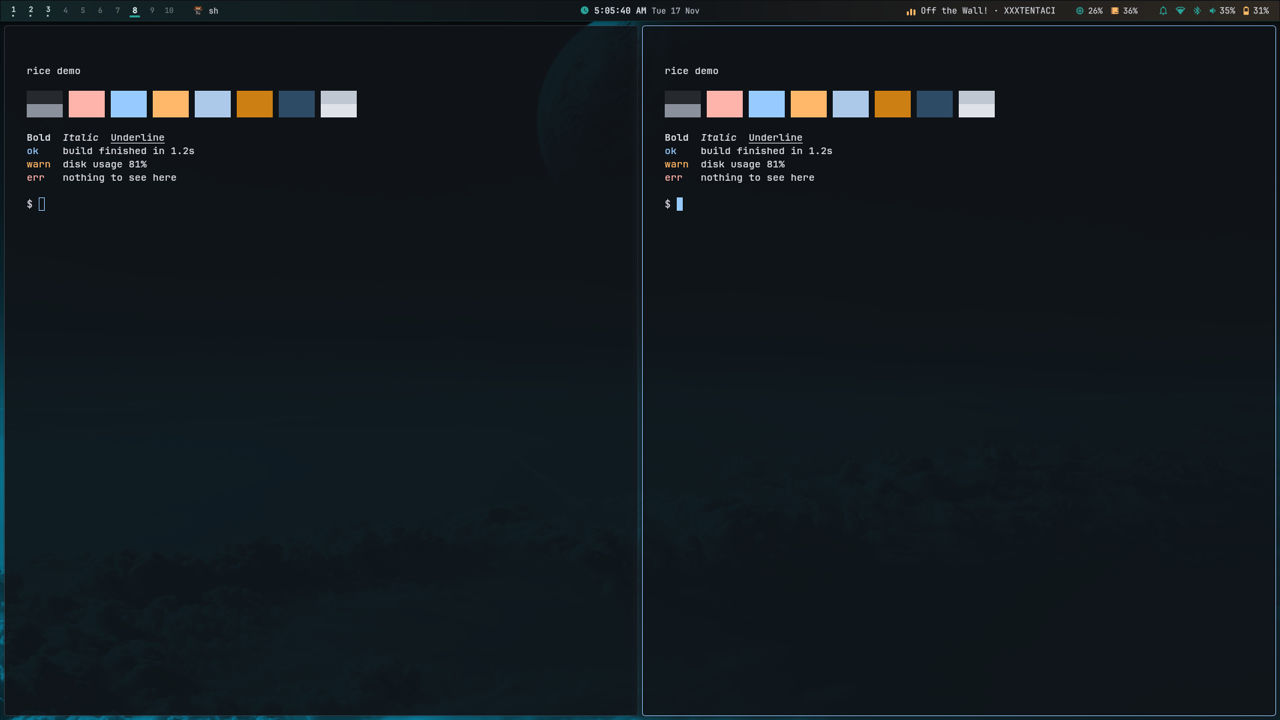 1 2 3 4 5 6 7 8 9 10 sh
5:05:40 AM Tue 17 Nov
Off the Wall! · XXXTENTACI 26% 36% 35% 31%
rice demo
Bold Italic Underline
ok build finished in 1.2s
warn disk usage 81%
err nothing to see here
$
rice demo
Bold Italic Underline
ok build finished in 1.2s
warn disk usage 81%
err nothing to see here
$